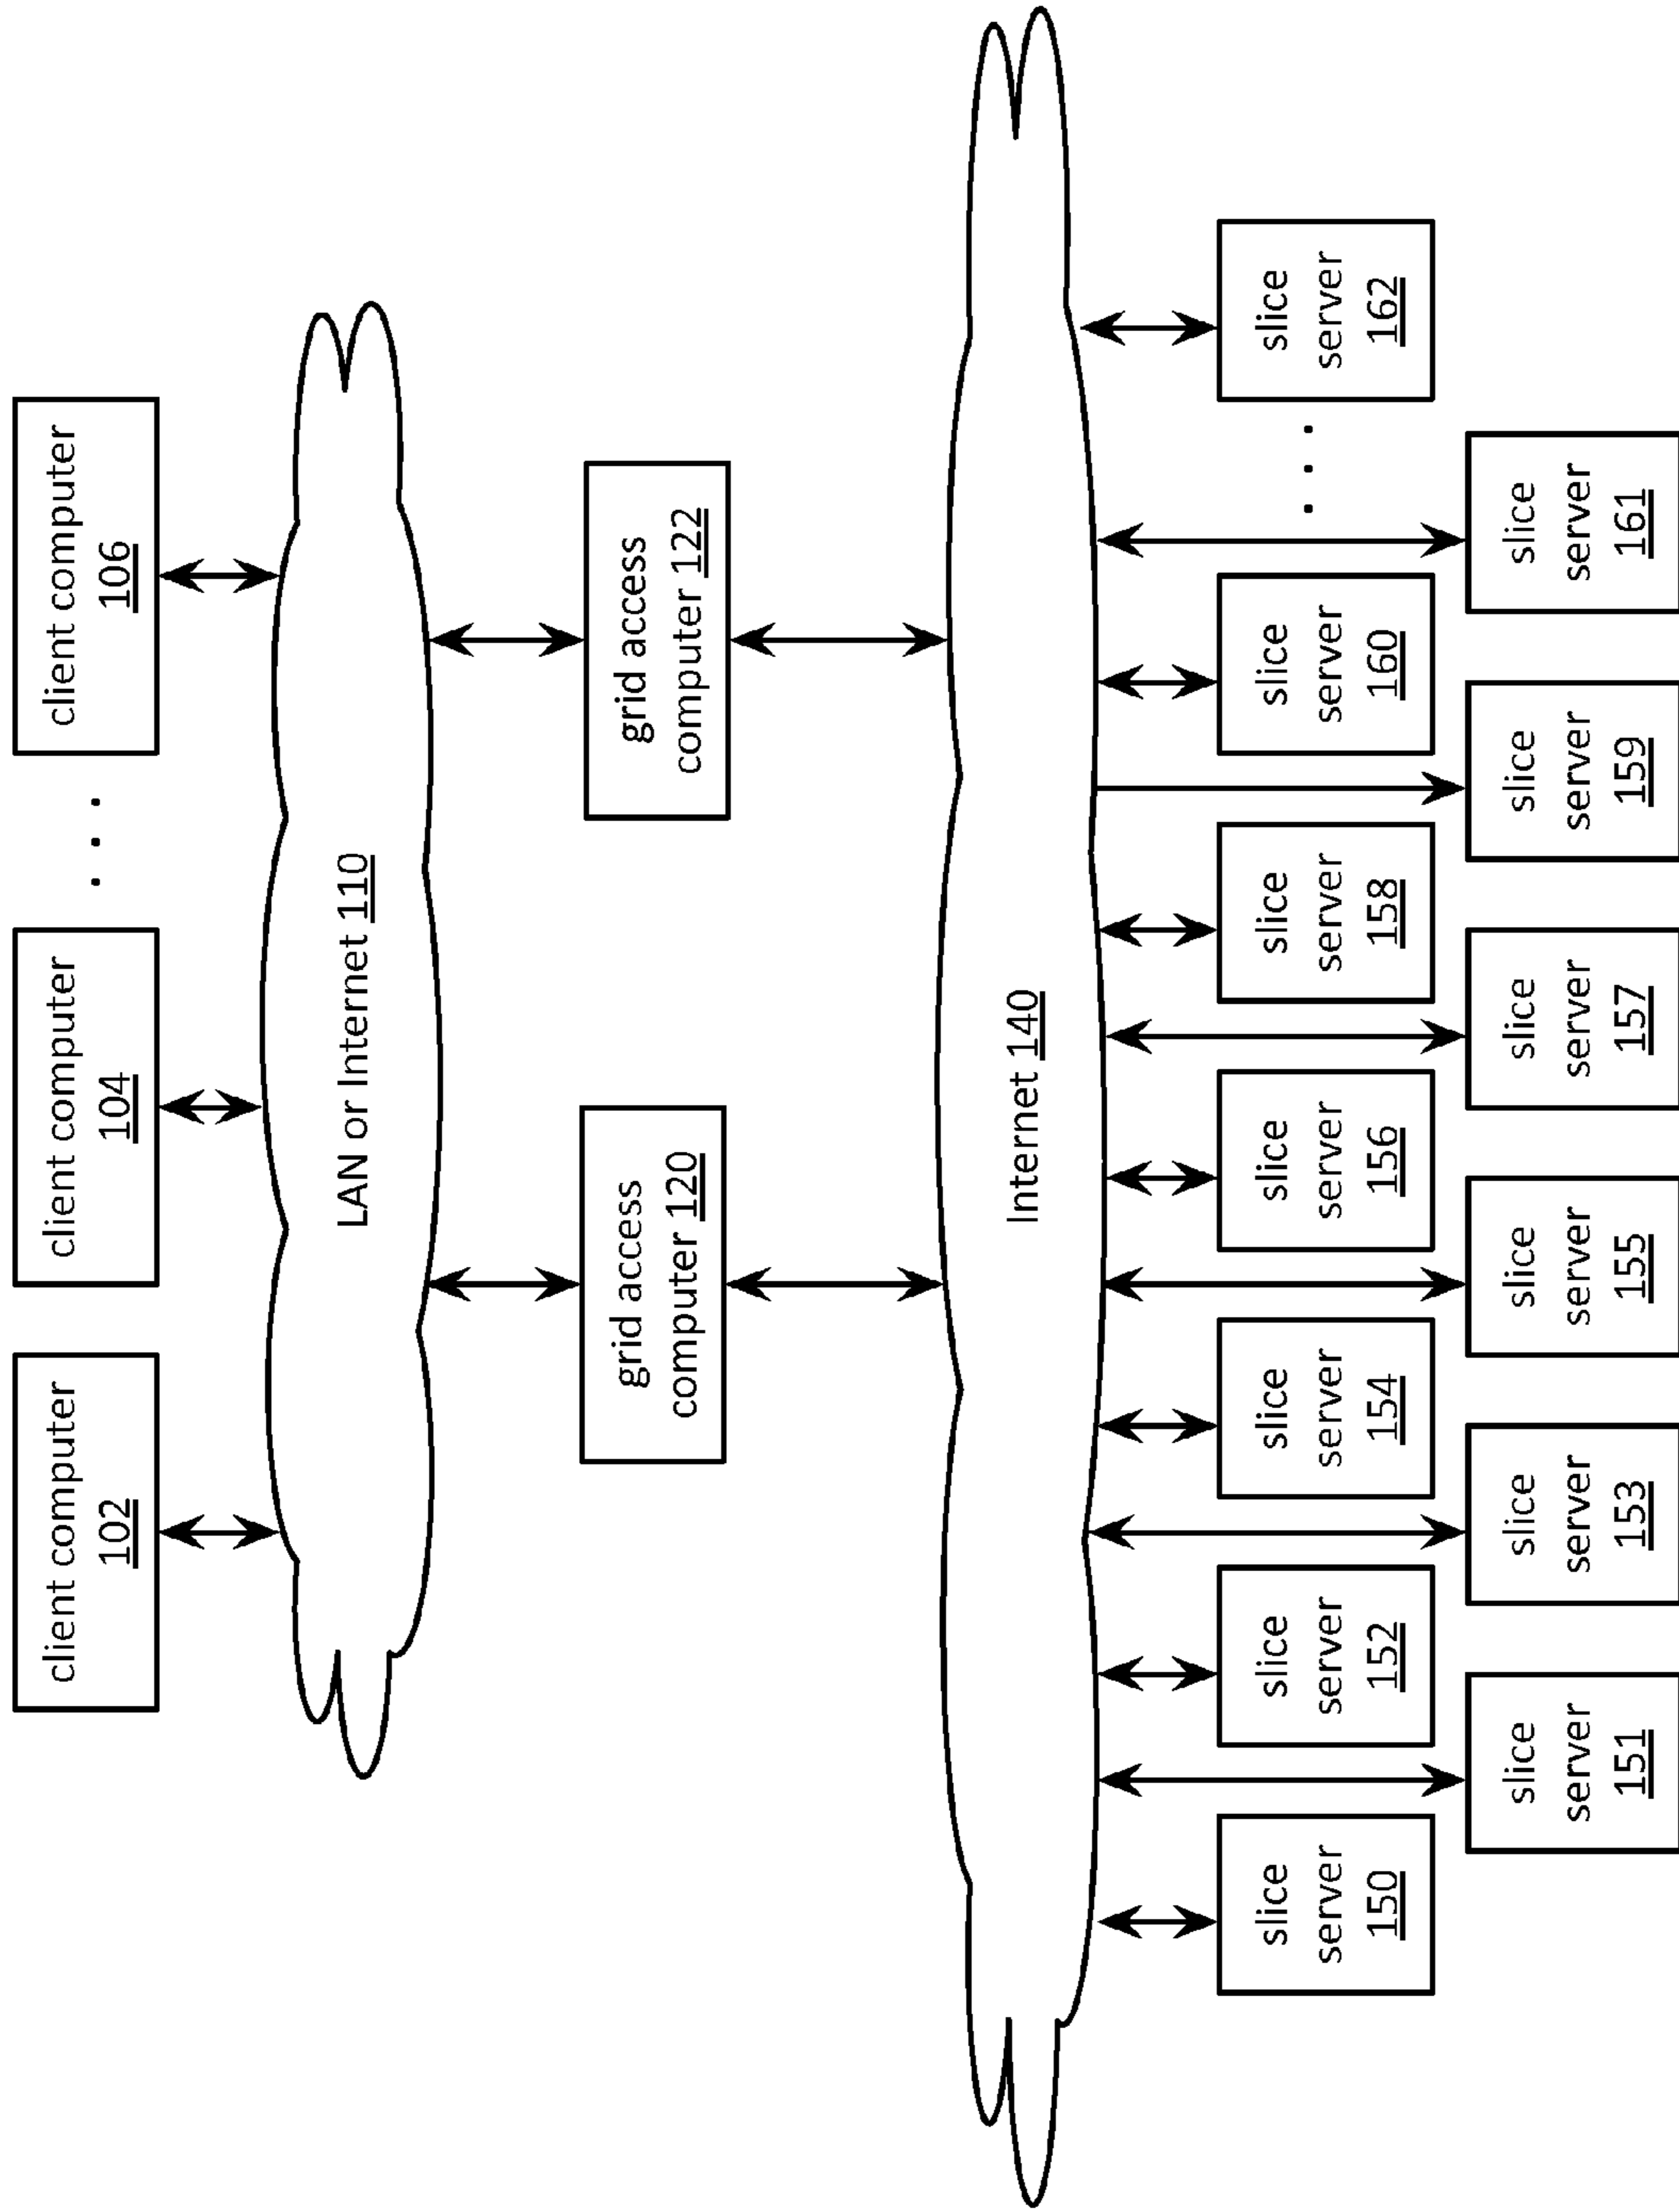 client computer
102
client computer
104
. . .
client computer
106
LAN or Internet 110
grid access
computer 120
grid access
computer 122
Internet 140
slice
server
150
slice
server
152
slice
server
154
slice
server
156
slice
server
158
slice
server
160
. . .
slice
server
162
slice
server
151
slice
server
153
slice
server
155
slice
server
157
slice
server
159
slice
server
161